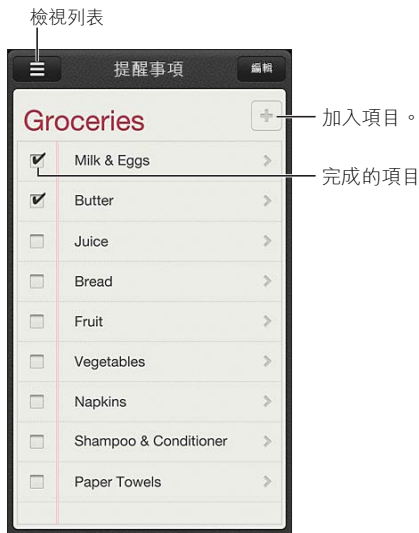 檢視列表
提醒事項
編輯
Groceries
加入項目。
Milk & Eggs
完成的項目
Butter
Juice
Bread
Fruit
Vegetables
Napkins
Shampoo & Conditioner
Paper Towels